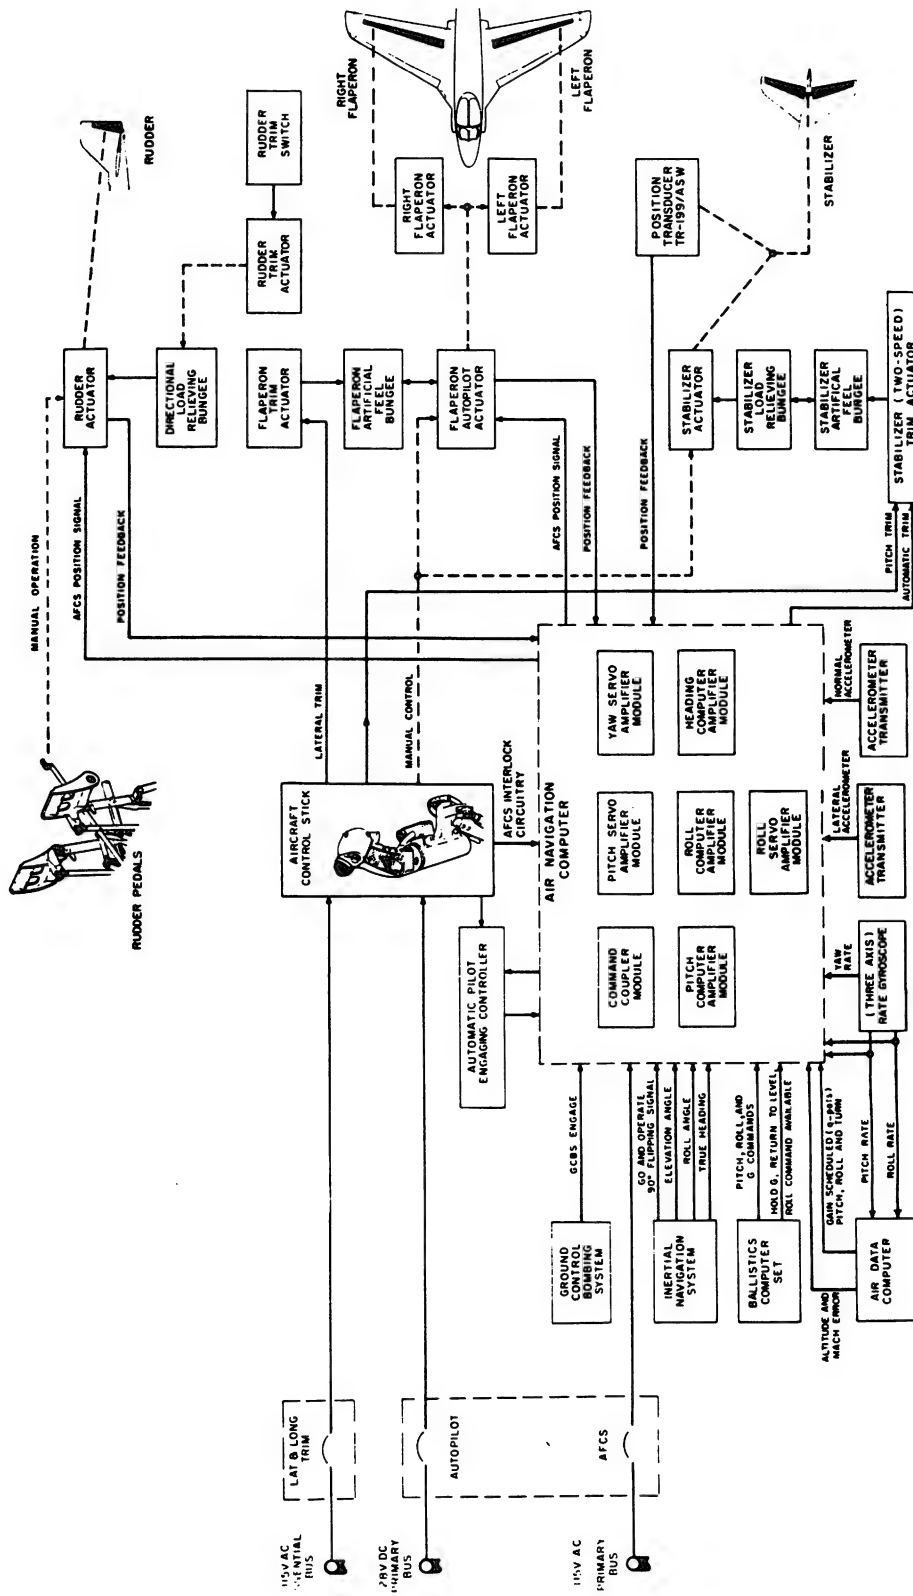 RUDDER PEDALS
MANUAL OPERATION
RUDDER
ACTUATOR
RUDDER
AFCS POSITION SIGNAL
POSITION FEEDBACK
DIRECTIONAL
LOAD
RELIEVING
BUNGEE
RUDDER
TRIM
ACTUATOR
RUDDER
TRIM
SWITCH
LAT & LONG
TRIM
BUS
AIRCRAFT
CONTROL STICK
LATERAL TRIM
FLAPERON
TRIM
ACTUATOR
FLAPERON
ARTIFICIAL
FEEL
BUNGEE
RIGHT
FLAPERON
28V DC
BUS
AUTOPILOT
MANUAL CONTROL
FLAPERON
AUTOPILOT
ACTUATOR
RIGHT
FLAPERON
ACTUATOR
LEFT
FLAPERON
ACTUATOR
LEFT
FLAPERON
AUTOMATIC PILOT
ENGAGING CONTROLLER
AFCS INTERLOCK
CIRCUITRY
AIR NAVIGATION
COMPUTER
AFCS POSITION SIGNAL
POSITION FEEDBACK
POSITION FEEDBACK
POSITION
TRANSDUCER
TR-199/ASW
115V AC
PRIMARY
BUS
AFCS
GROUND
CONTROL
BOMBING
SYSTEM
GCBS ENGAGE
COMMAND
COUPLER
MODULE
PITCH SERVO
AMPLIFIER
MODULE
YAW SERVO
AMPLIFIER
MODULE
GO AND OPERATE
90° FLIPPING SIGNAL
ELEVATION ANGLE
ROLL ANGLE
TRUE HEADING
INERTIAL
NAVIGATION
SYSTEM
PITCH
COMPUTER
AMPLIFIER
MODULE
ROLL
COMPUTER
AMPLIFIER
MODULE
HEADING
COMPUTER
AMPLIFIER
MODULE
STABILIZER
ACTUATOR
STABILIZER
LOAD
RELIEVING
BUNGEE
STABILIZER
ARTIFICIAL
FEEL
BUNGEE
STABILIZER
BALLISTICS
COMPUTER
SET
PITCH, ROLL, AND
G COMMANDS
HOLD G, RETURN TO LEVEL,
ROLL COMMAND AVAILABLE
ROLL
SERVO
AMPLIFIER
MODULE
ALTITUDE AND
MACH ERROR
GAIN SCHEDULED (q-pots)
PITCH, ROLL AND TURN
PITCH RATE
ROLL RATE
AIR DATA
COMPUTER
YAW
RATE
(THREE AXIS)
RATE GYROSCOPE
LATERAL
ACCELEROMETER
ACCELEROMETER
TRANSMITTER
NORMAL
ACCELEROMETER
ACCELEROMETER
TRANSMITTER
PITCH TRIM
AUTOMATIC TRIM
STABILIZER (TWO-SPEED)
TRIM ACTUATOR